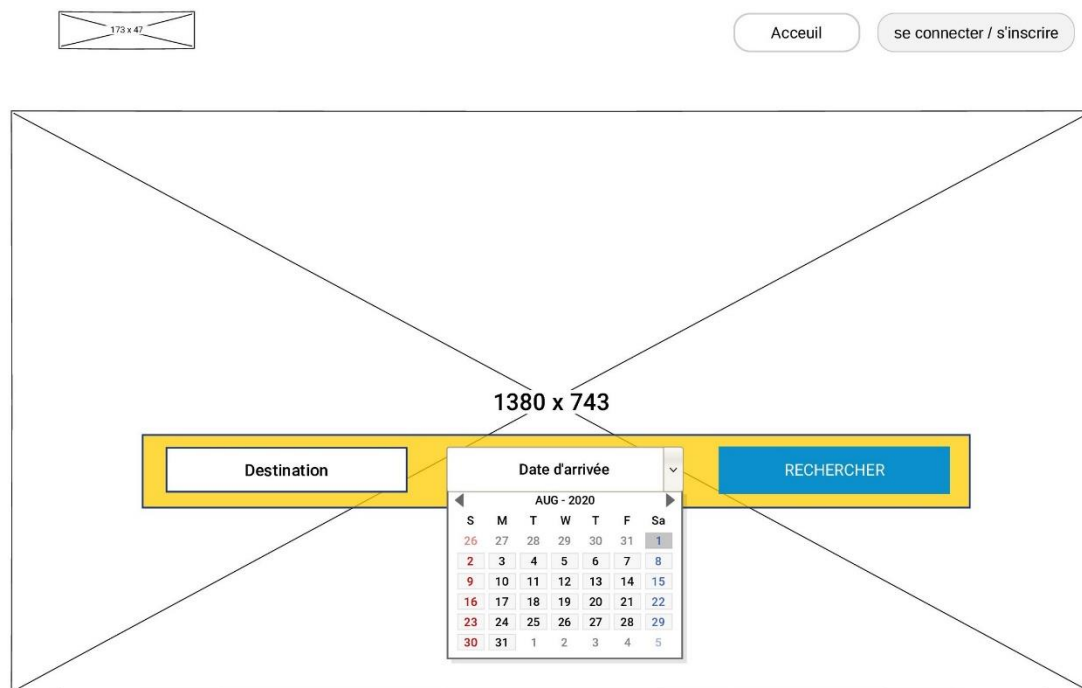 173 x 47
Acceuil
se connecter / s'inscrire
1380 x 743
Destination
Date d'arrivée
RECHERCHER
AUG - 2020
S M T W T F Sa
26 27 28 29 30 31 1
2 3 4 5 6 7 8
9 10 11 12 13 14 15
16 17 18 19 20 21 22
23 24 25 26 27 28 29
30 31 1 2 3 4 5